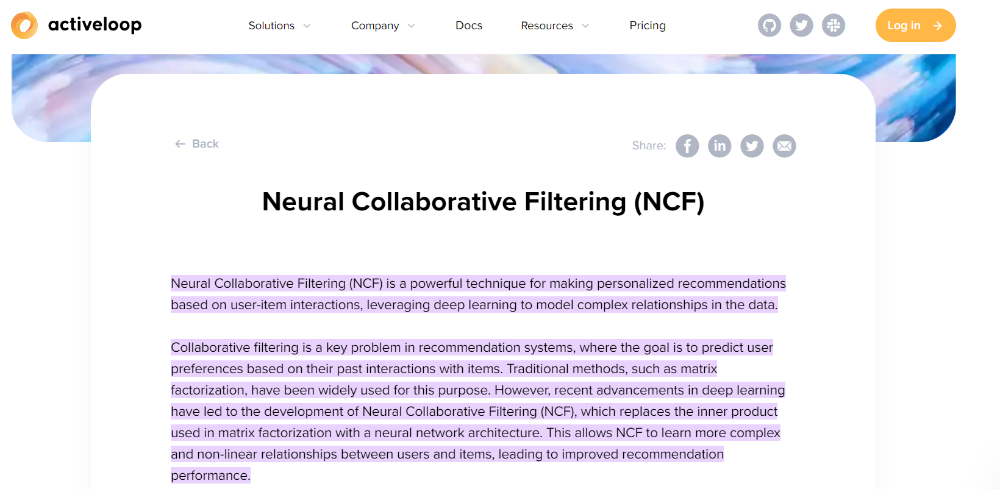 activeloop
Solutions
Company
Docs
Resources
Pricing
Log in
Back
Share:
Neural Collaborative Filtering (NCF)
Neural Collaborative Filtering (NCF) is a powerful technique for making personalized recommendations
based on user-item interactions, leveraging deep learning to model complex relationships in the data.
Collaborative filtering is a key problem in recommendation systems, where the goal is to predict user
preferences based on their past interactions with items. Traditional methods, such as matrix
factorization, have been widely used for this purpose. However, recent advancements in deep learning
have led to the development of Neural Collaborative Filtering (NCF), which replaces the inner product
used in matrix factorization with a neural network architecture. This allows NCF to learn more complex
and non-linear relationships between users and items, leading to improved recommendation
performance.